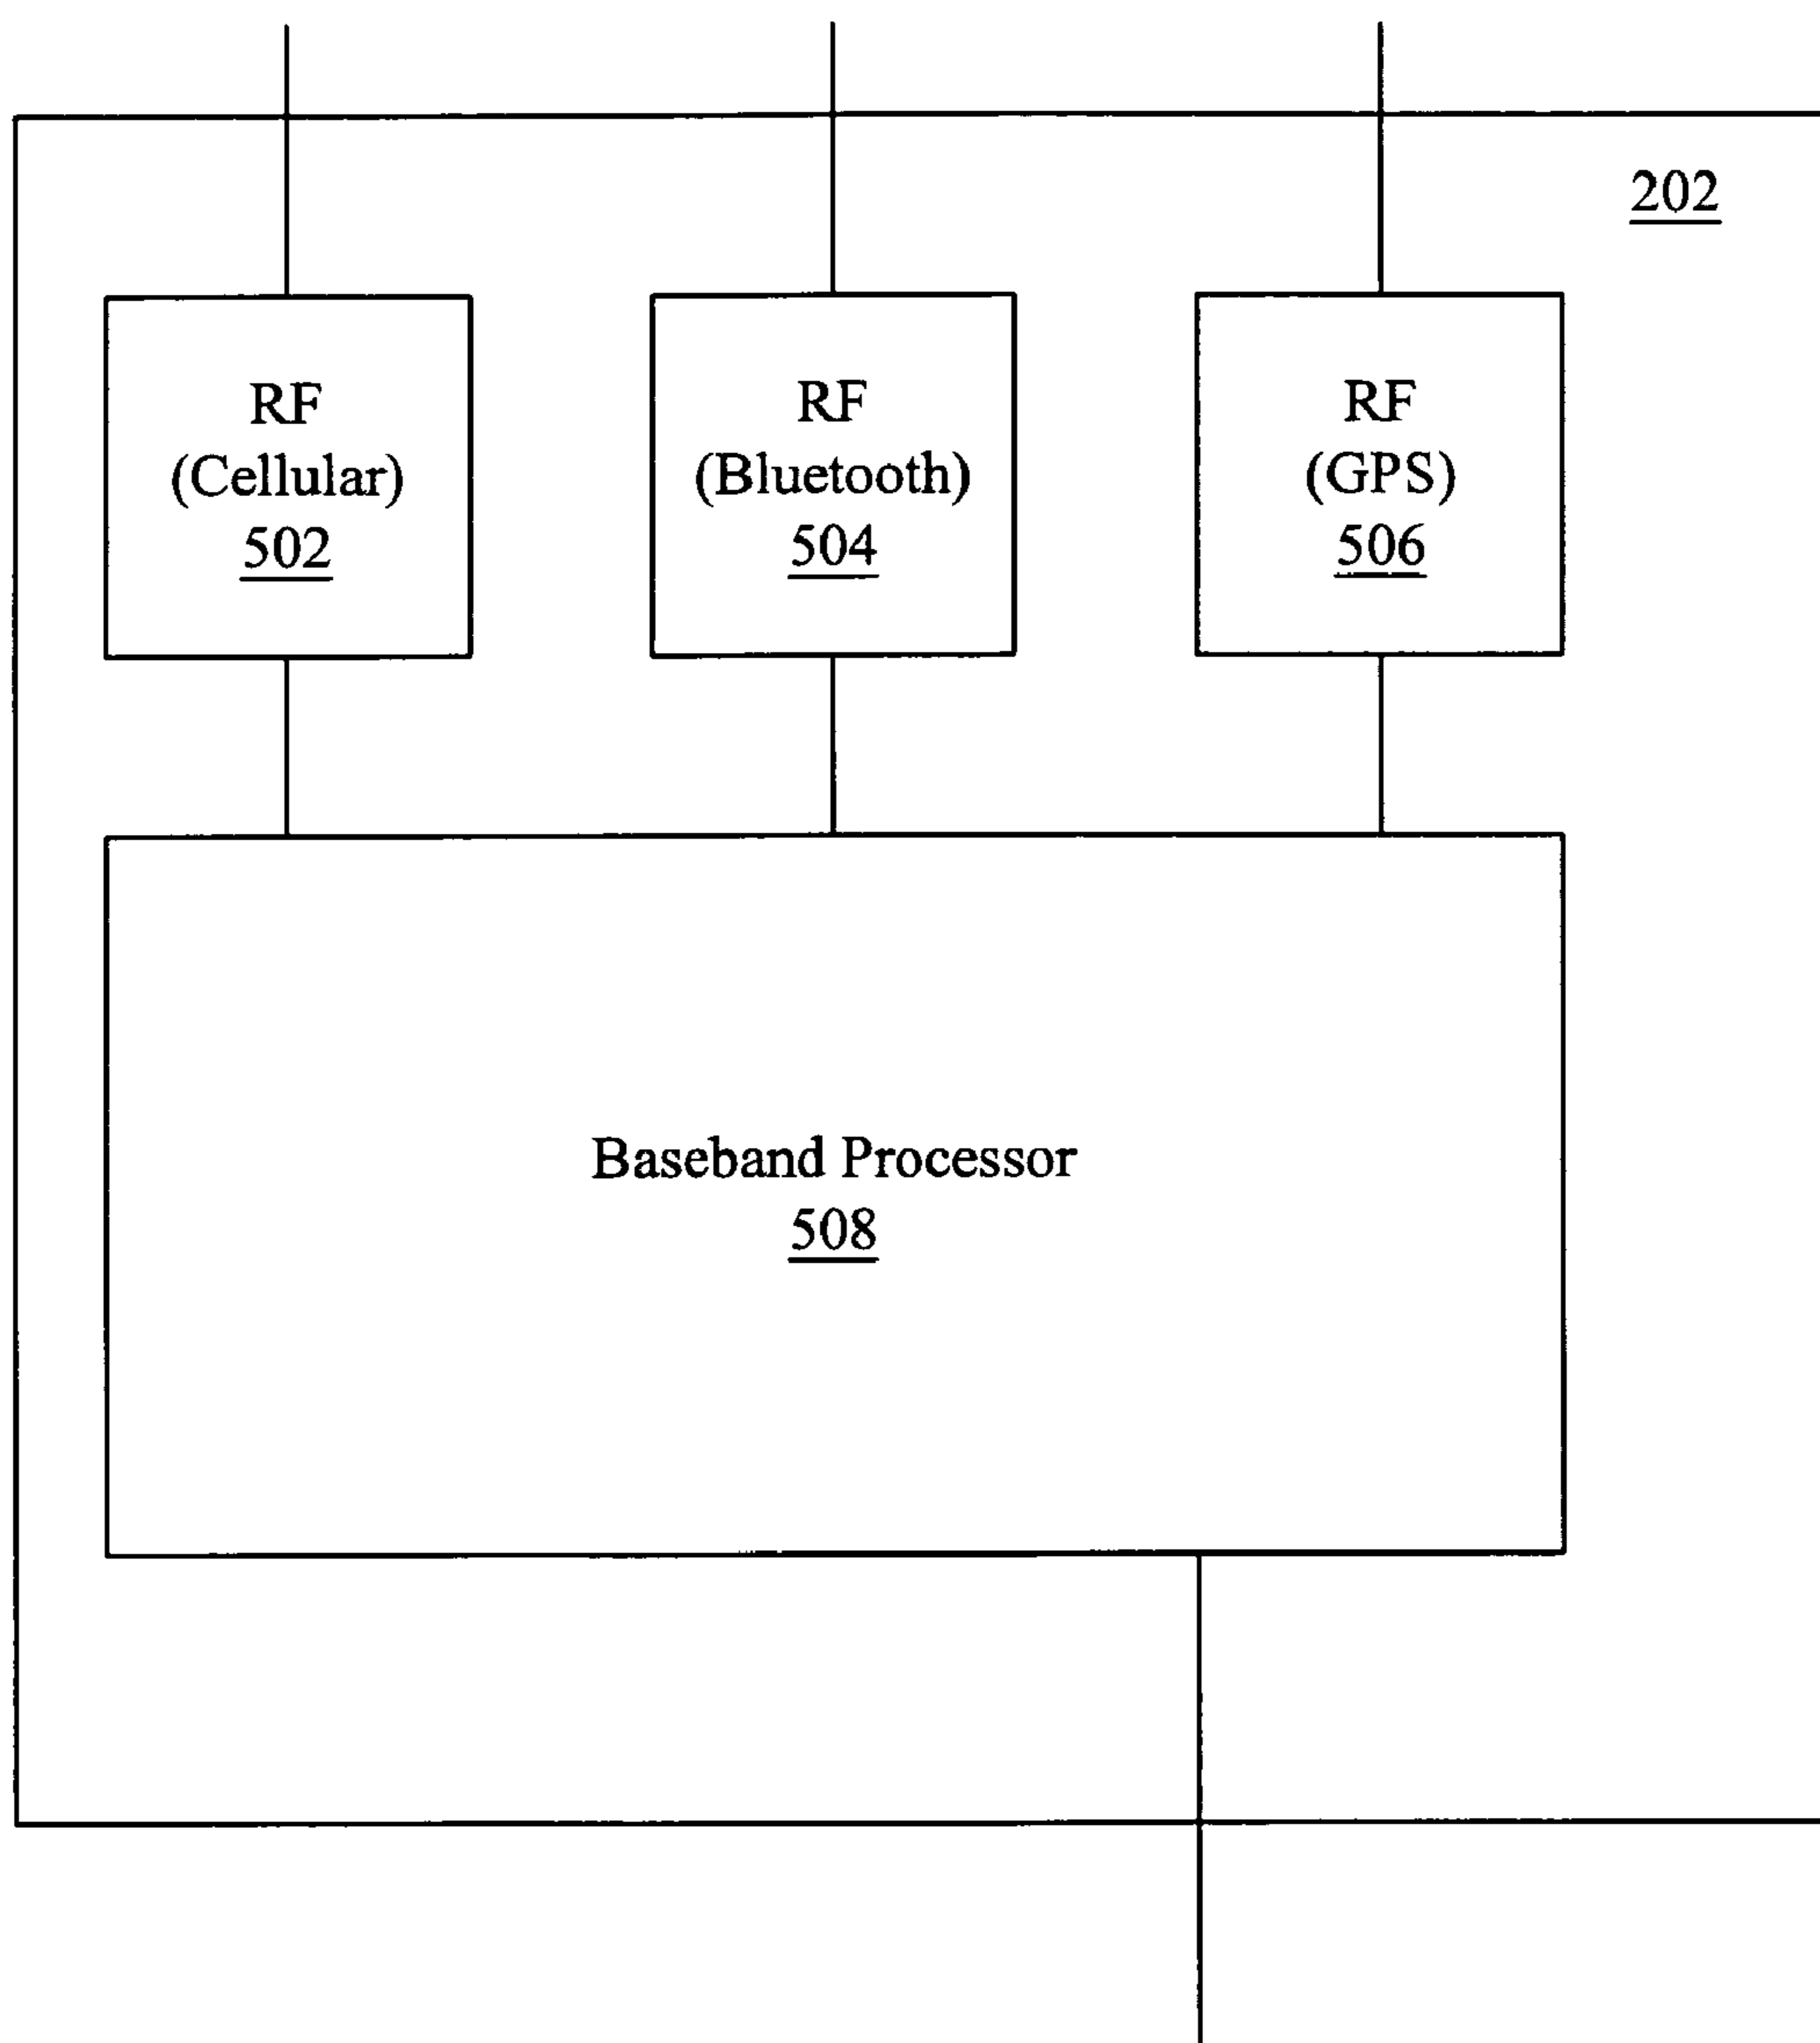 202
RF
(Cellular)
502
RF
(Bluetooth)
504
RF
(GPS)
506
Baseband Processor
508